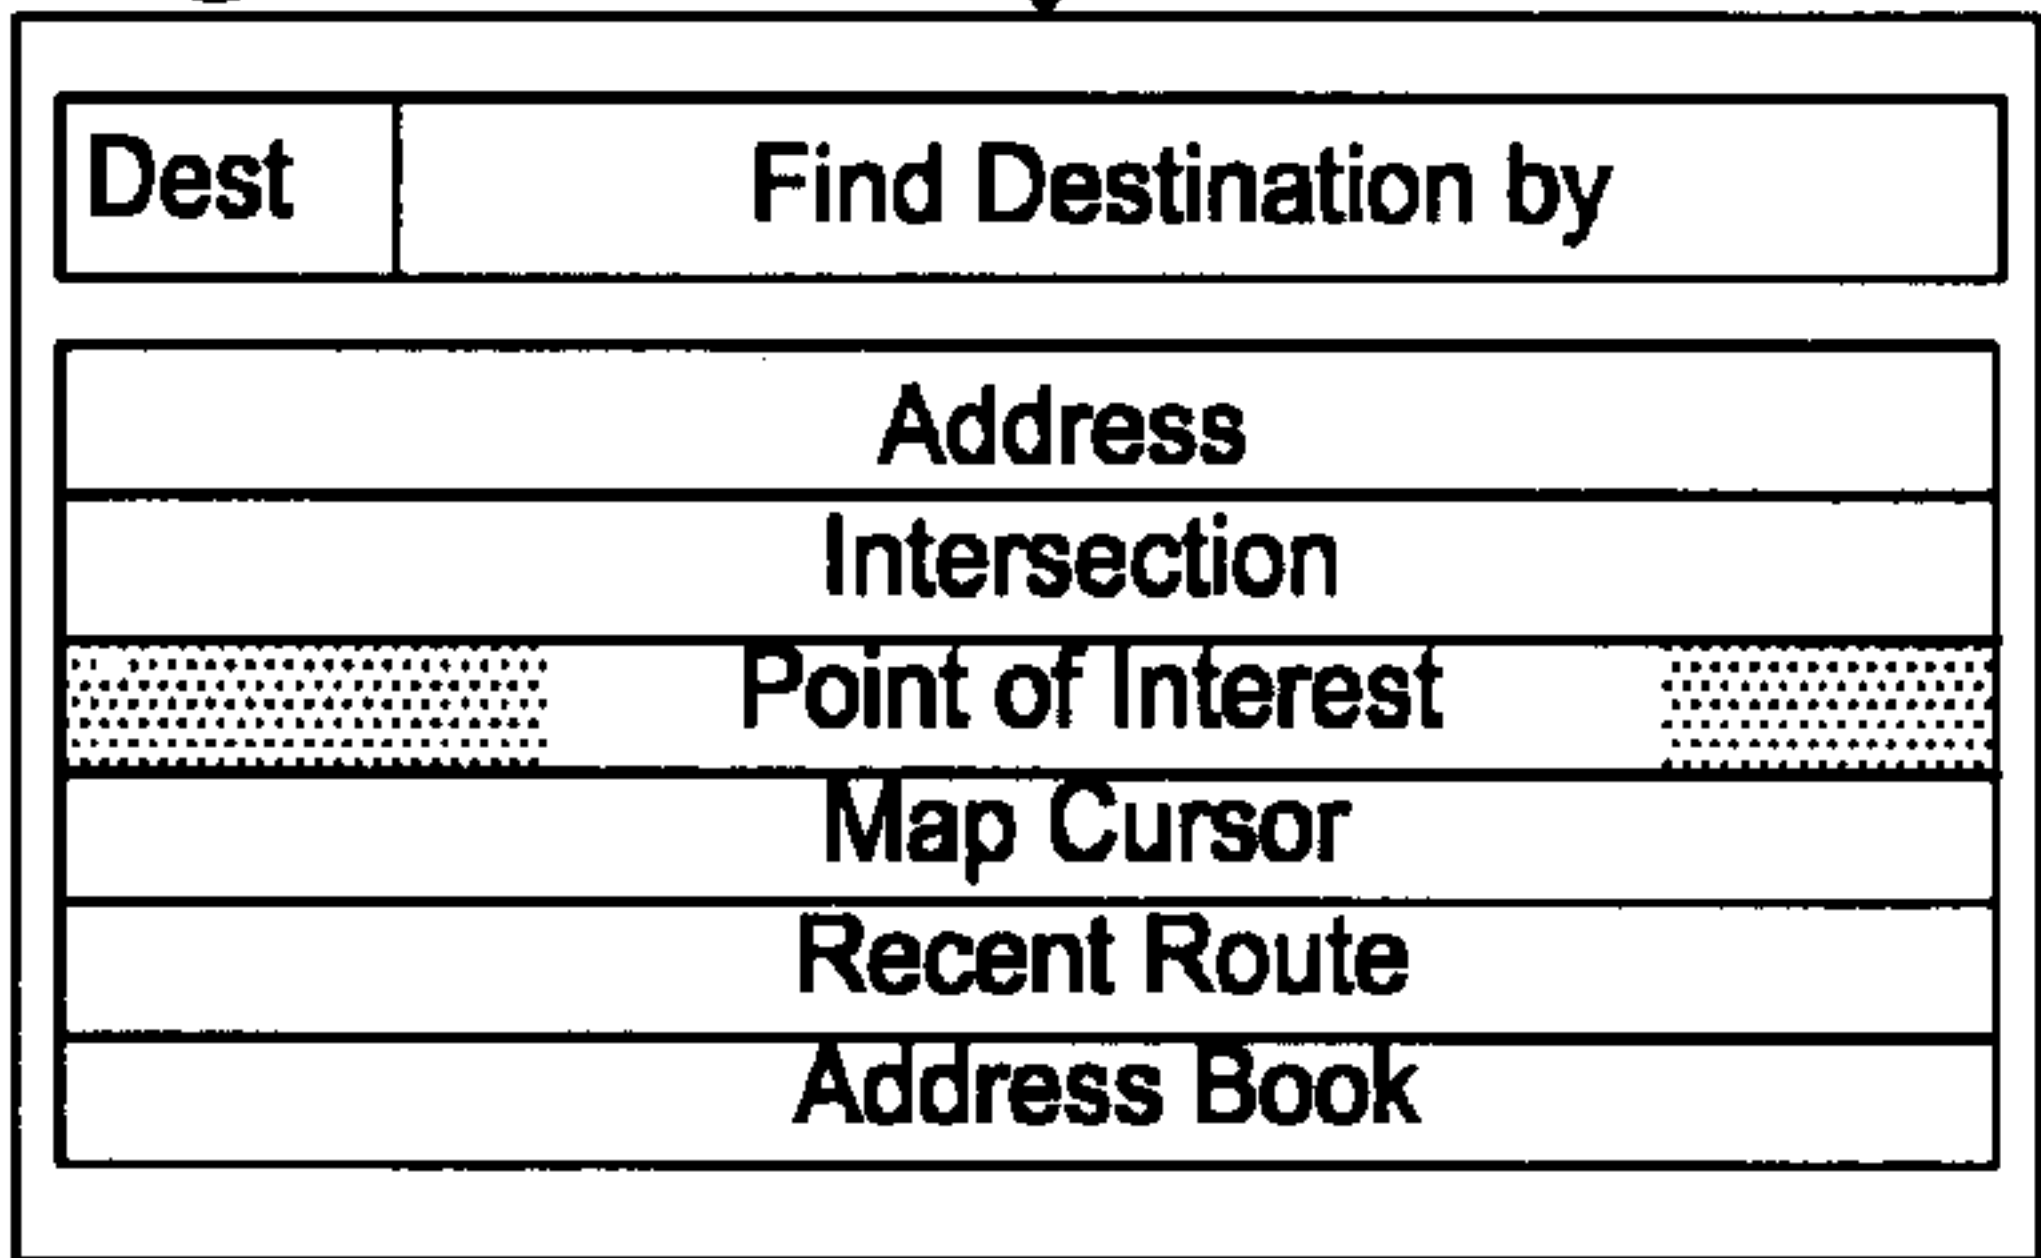 Dest Find Destination by
Address
Intersection
Point of Interest
Map Cursor
Recent Route
Address Book